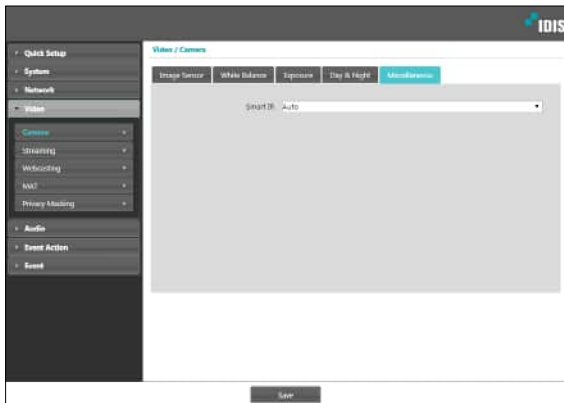 IDIS
Quick Setup
System
Network
Video
Camera
Streaming
Webcasting
MAT
Privacy Masking
Audio
Event Action
Event
Video / Camera
Image Sensor White Balance Exposure Day & Night Miscellaneous
Smart IR Auto
Save